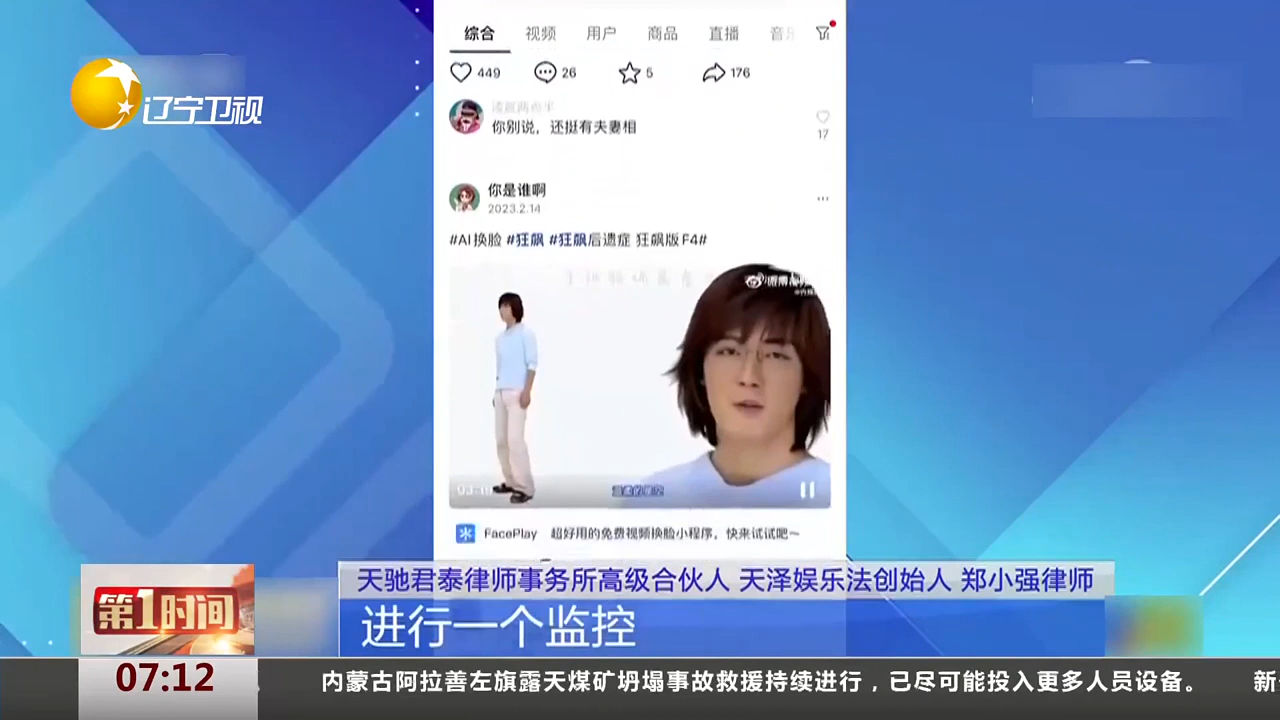 综合 视频 用户 商品 直播 音乐
449 26 5 176
辽宁卫视
你别说，还挺有夫妻相
17
你是谁啊
2023.2.14
#AI换脸 #狂飙 #狂飙后遗症 狂飙版F4#
FacePlay 超好用的免费视频换脸小程序，快来试试吧~
天驰君泰律师事务所高级合伙人 天泽娱乐法创始人 郑小强律师
第1时间
进行一个监控
07:12
内蒙古阿拉善左旗露天煤矿坍塌事故救援持续进行，已尽可能投入更多人员设备。 新